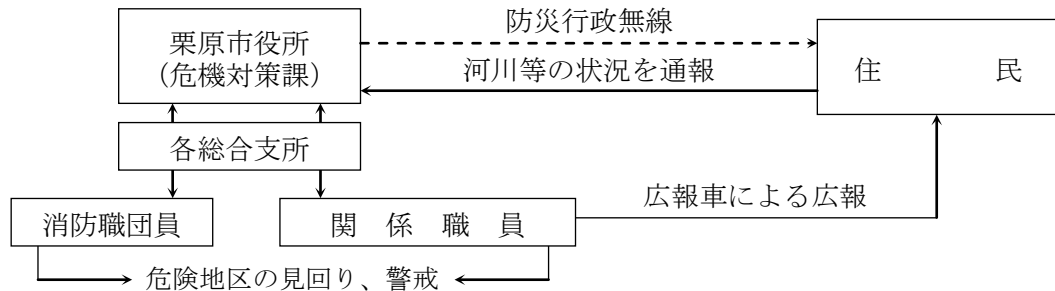 防災行政無線
栗原市役所
(危機対策課)
河川等の状況を通報
住　　　民
各総合支所
広報車による広報
消防職団員
関　係　職　員
危険地区の見回り、警戒